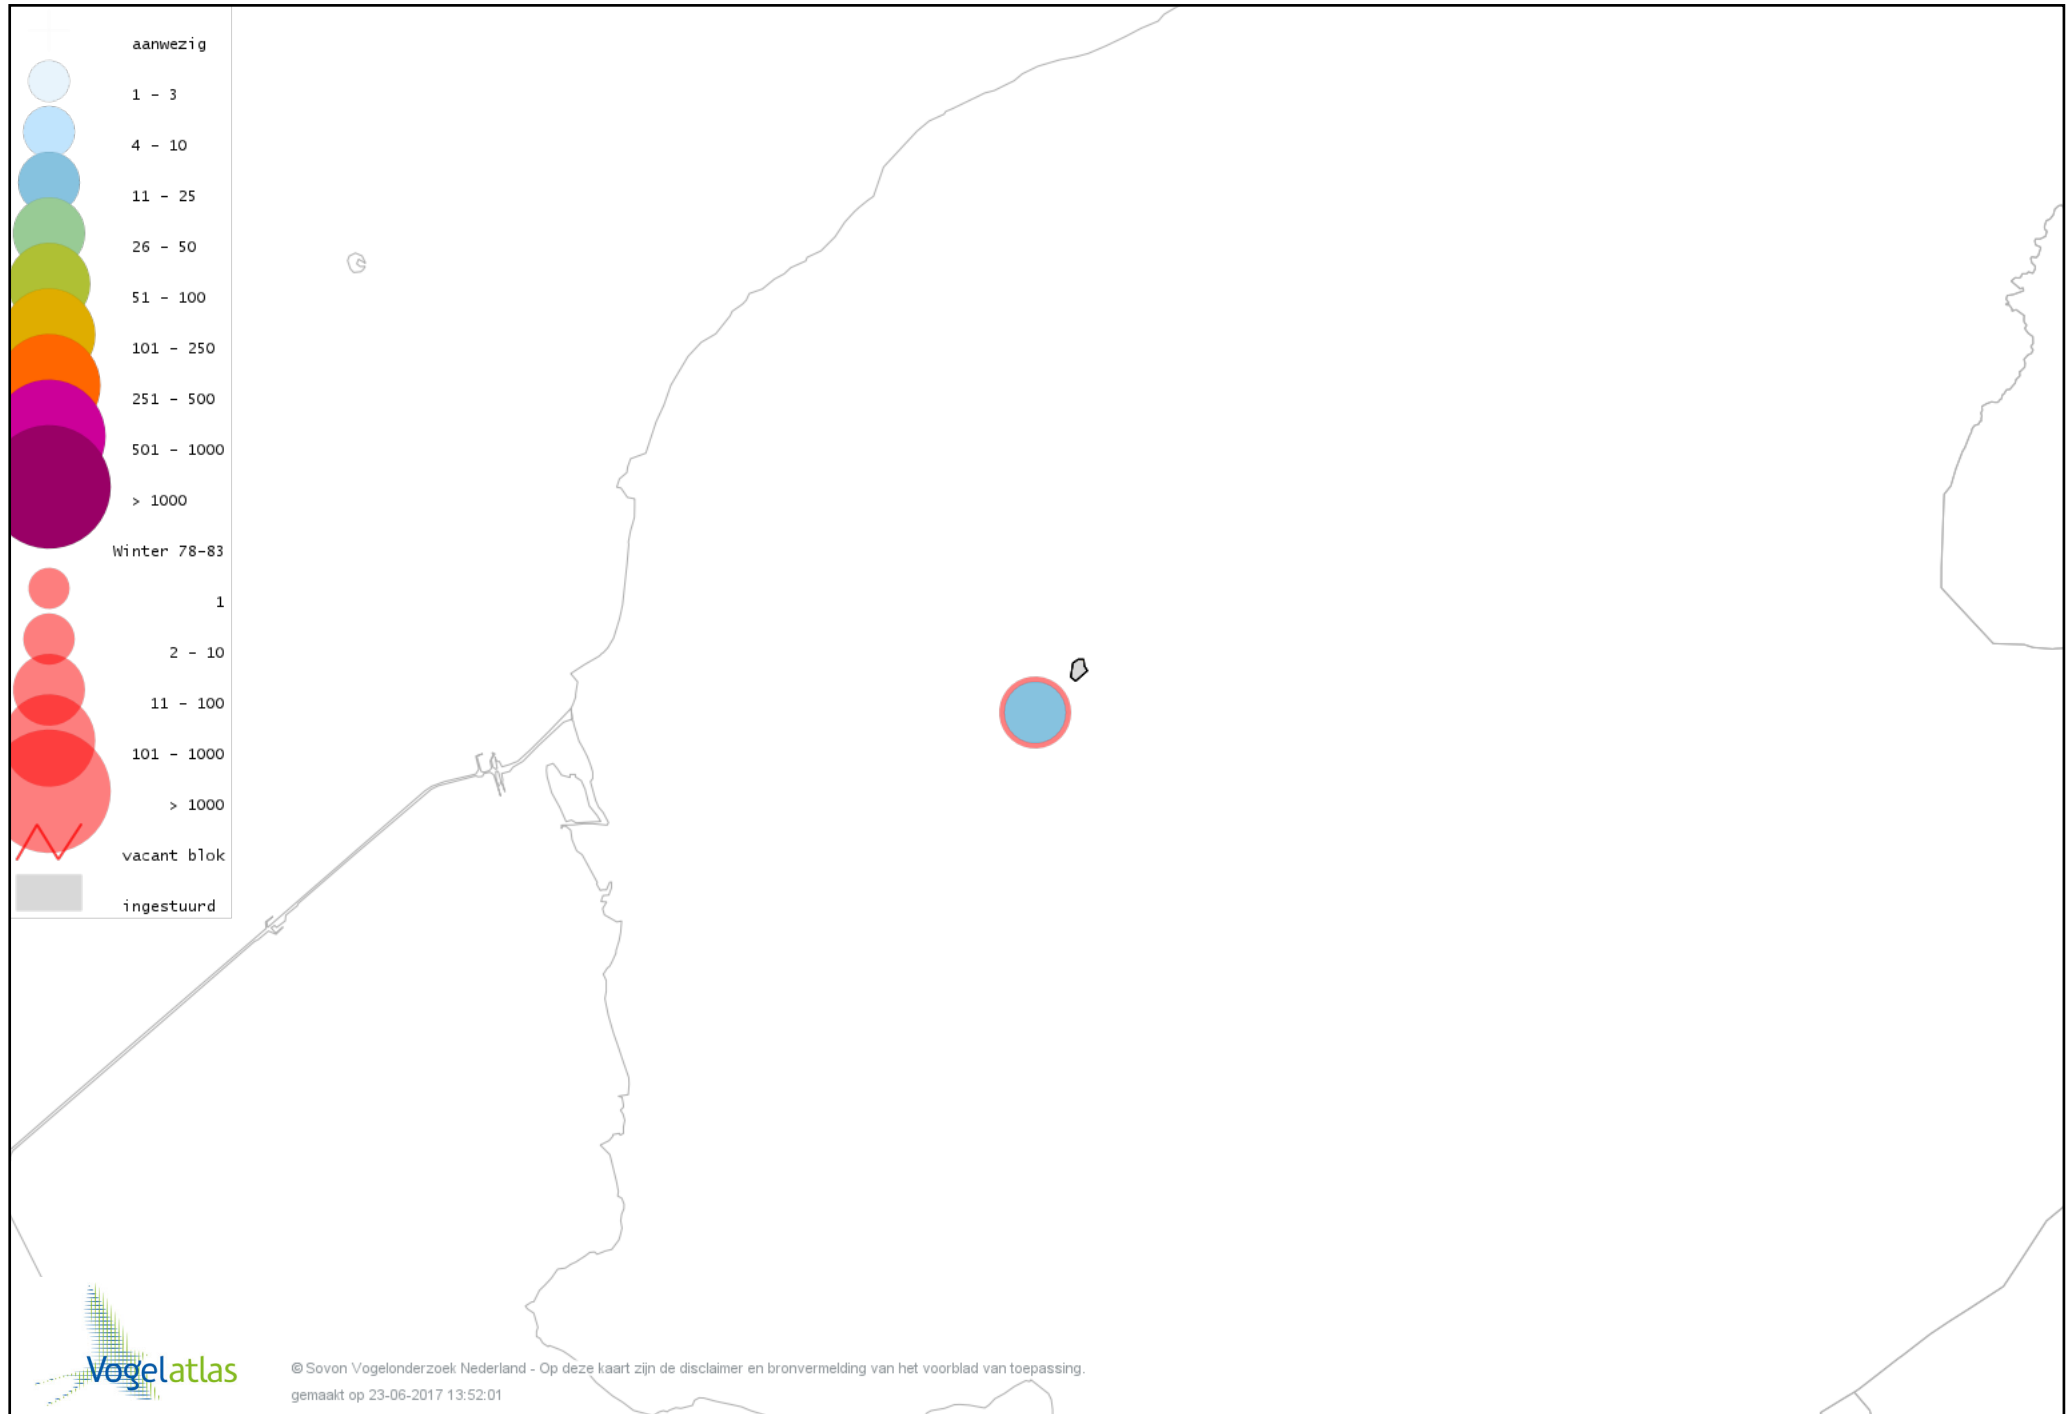 aanwezig
1 – 3
4 – 10
11 – 25
26 – 50
51 – 100
101 – 250
251 – 500
501 – 1000
> 1000
Winter 78-83
1
2 – 10
11 – 100
101 – 1000
> 1000
vacant blok
ingestuurd
Vogelatlas
© Sovon Vogelonderzoek Nederland - Op deze kaart zijn de disclaimer en bronvermelding van het voorblad van toepassing.
gemaakt op 23-06-2017 13:52:01